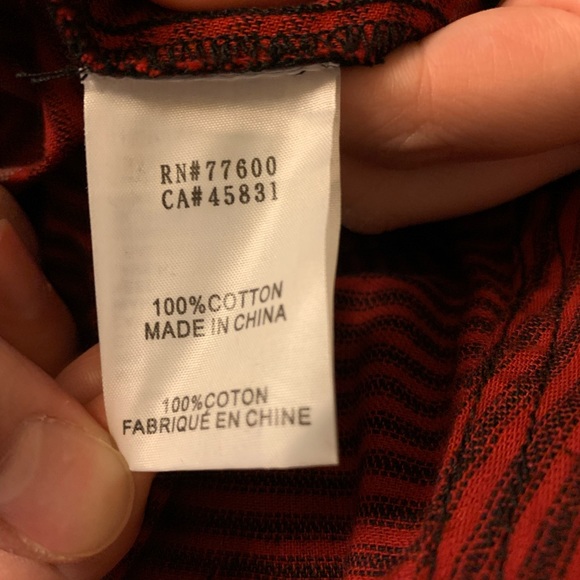 RN#77600
CA#45831
100%COTTON
MADE IN CHINA
100%COTON
FABRIQUÉ EN CHINE